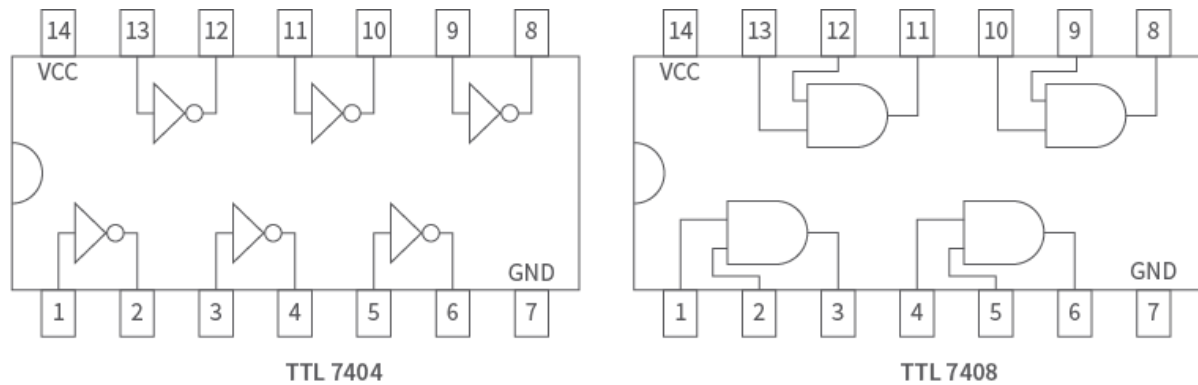 14 13 12 11 10 9 8 14 13 12 11 10 9 8
VCC VCC
GND GND
1 2 3 4 5 6 7 1 2 3 4 5 6 7
TTL 7404 TTL 7408